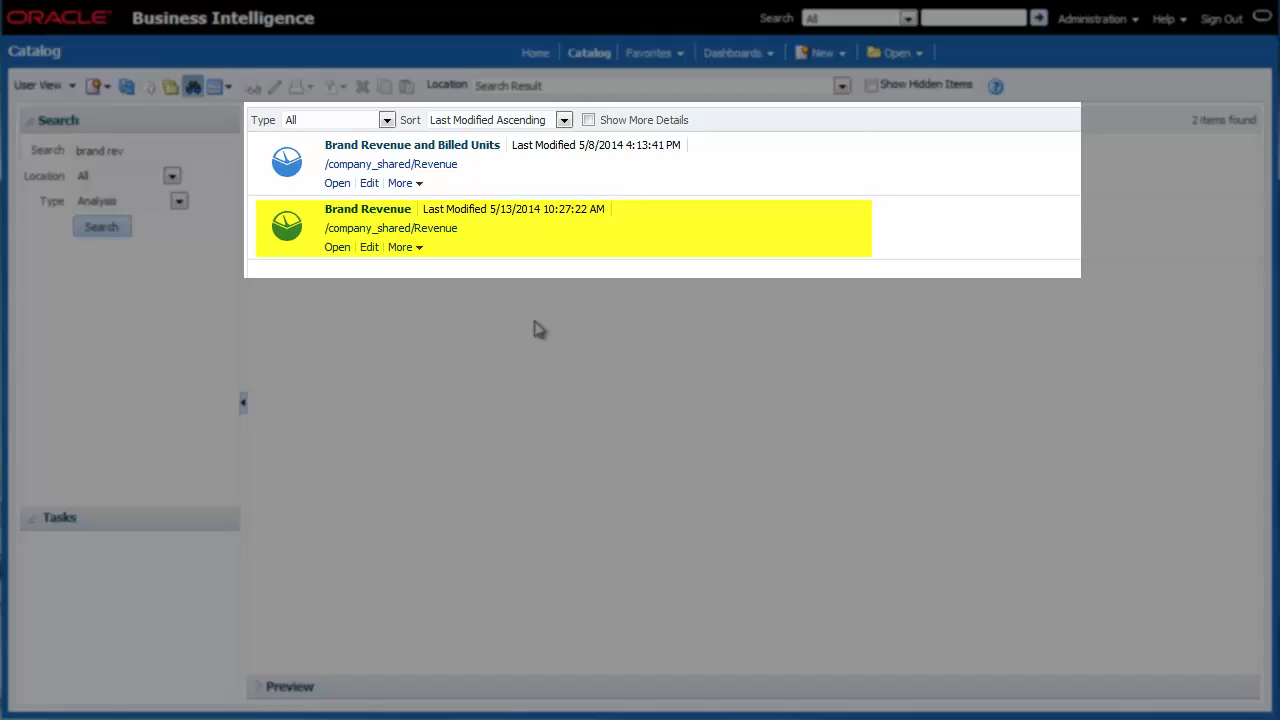 ORACLE Business Intelligence Search All Administration Help Sign Out
Catalog Home Catalog Favorites Dashboards New Open
User View Location Search Result Show Hidden Items
Search
Search brand rev
Location All
Type Analysis
Search
Tasks
Type All Sort Last Modified Ascending Show More Details 2 items found
Brand Revenue and Billed Units Last Modified 5/8/2014 4:13:41 PM
/company_shared/Revenue
Open Edit More
Brand Revenue Last Modified 5/13/2014 10:27:22 AM
/company_shared/Revenue
Open Edit More
Preview